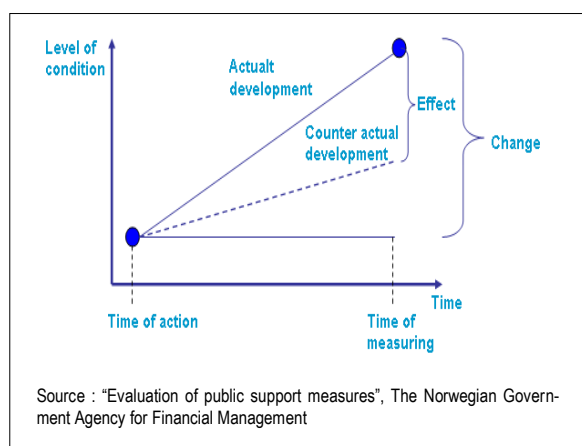 Level of
condition
Actualt
development
Effect
Counter actual
development
Change
Time
Time of action
Time of
measuring
Source : “Evaluation of public support measures”, The Norwegian Govern-
ment Agency for Financial Management